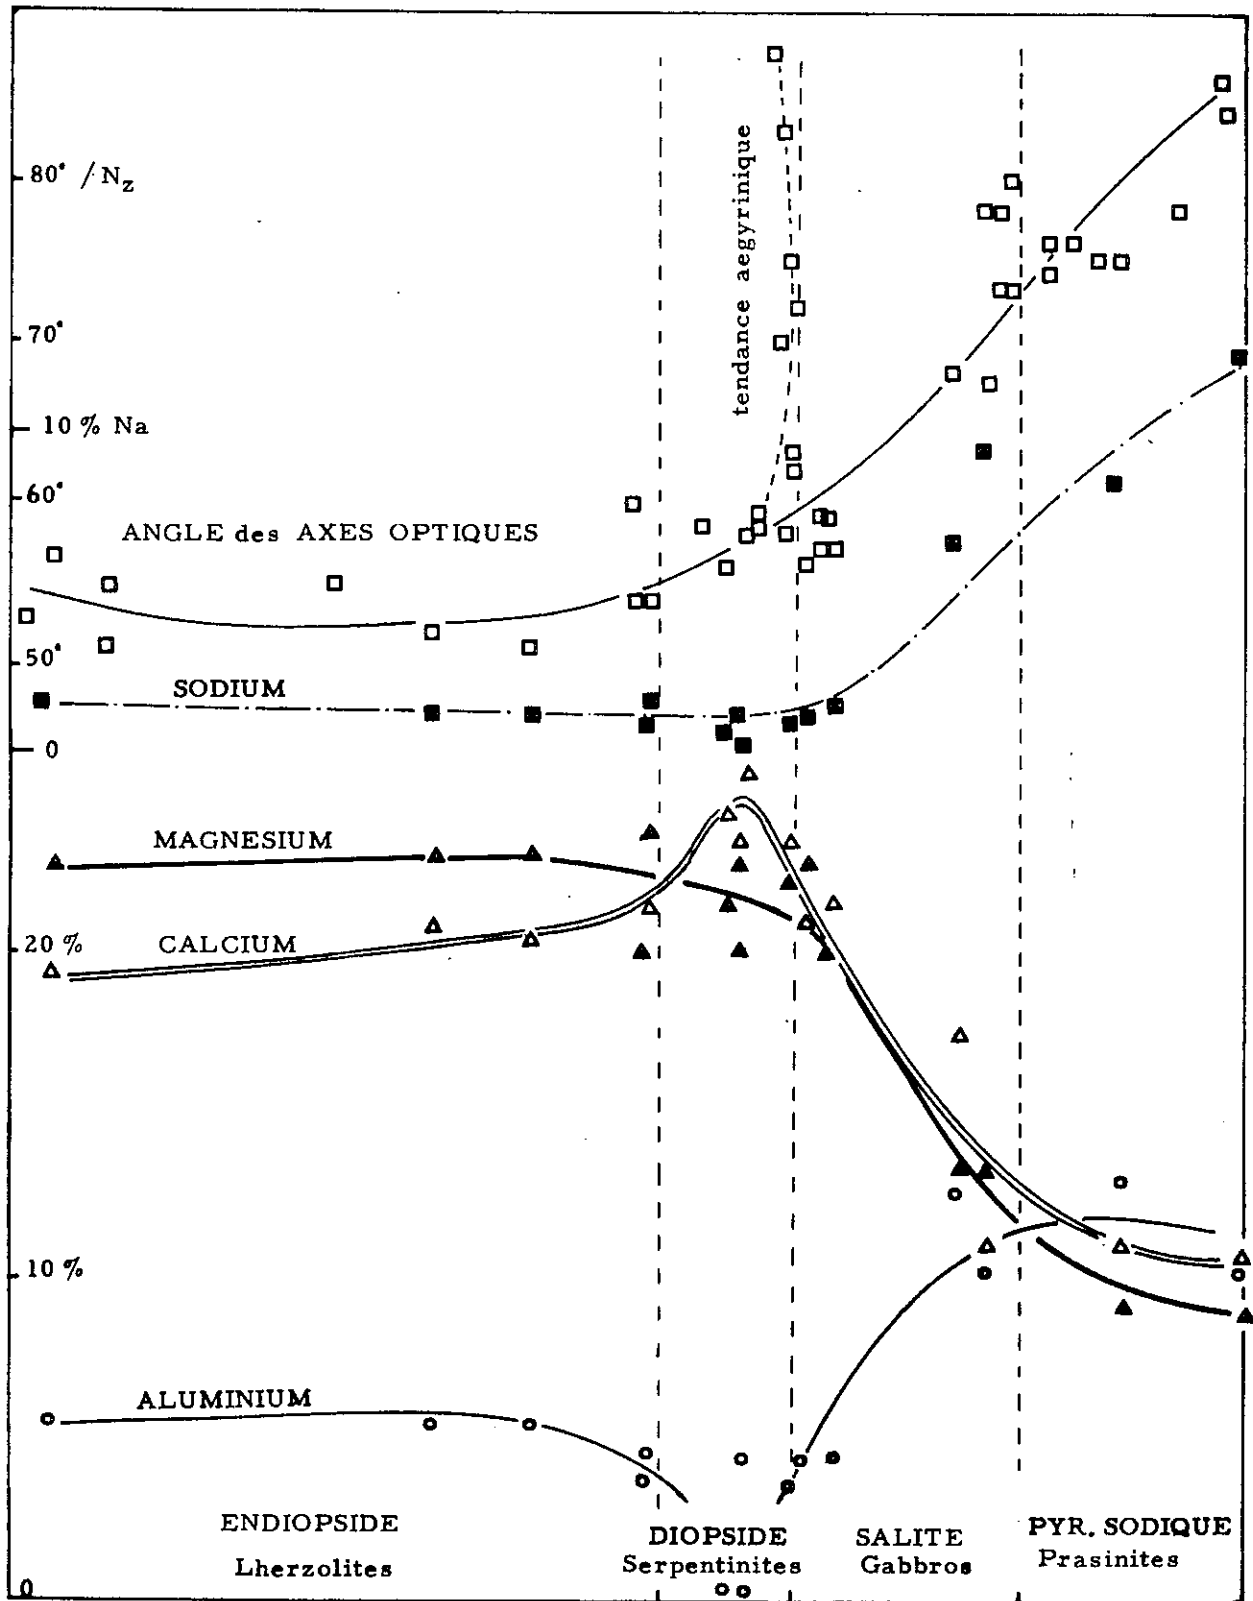 80° / Nz
tendance aegyrinique
70°
10 % Na
60°
ANGLE des AXES OPTIQUES
50°
SODIUM
0
MAGNESIUM
20 %
CALCIUM
10 %
ALUMINIUM
ENDIOPSIDE
Lherzolites
DIOPSIDE
Serpentinites
SALITE
Gabbros
PYR. SODIQUE
Prasinites
0